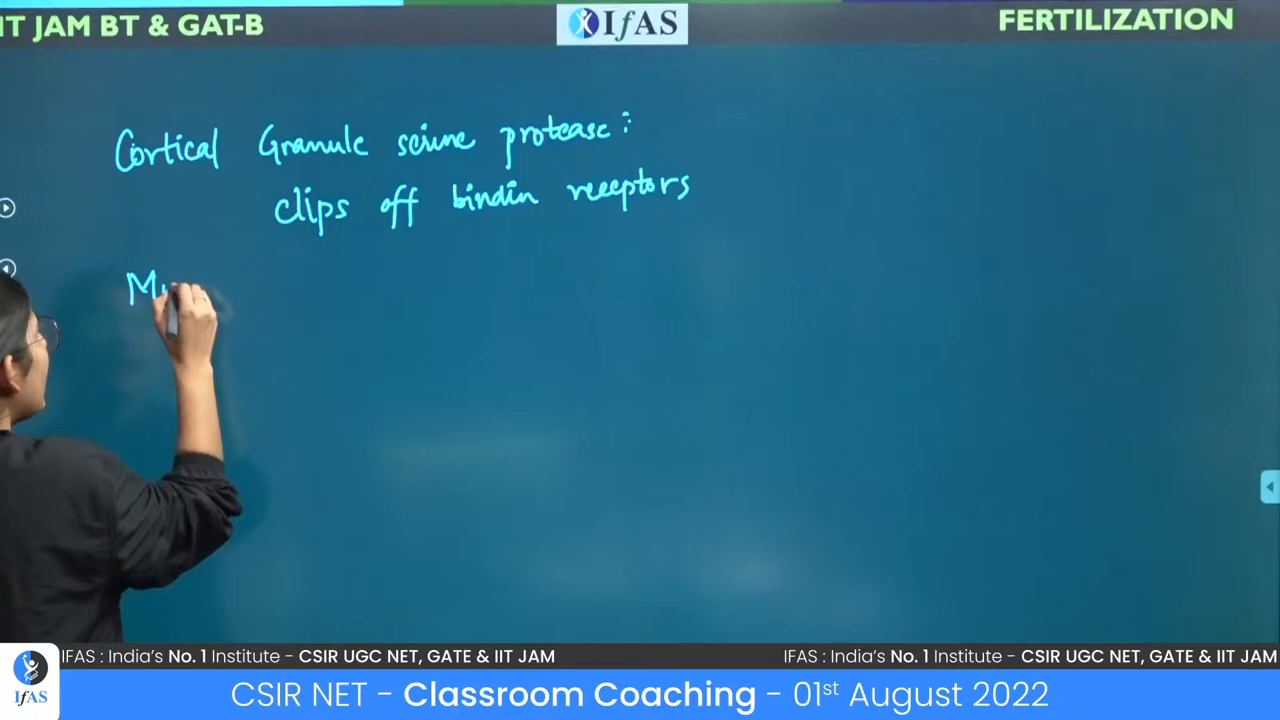 IT JAM BT & GAT-B
IfAS
FERTILIZATION
Cortical Granule serine protease :
clips off bindin receptors
IFAS : India's No. 1 Institute - CSIR UGC NET, GATE & IIT JAM
IFAS : India's No. 1 Institute - CSIR UGC NET, GATE & IIT JAM
IfAS
CSIR NET - Classroom Coaching - 01st August 2022